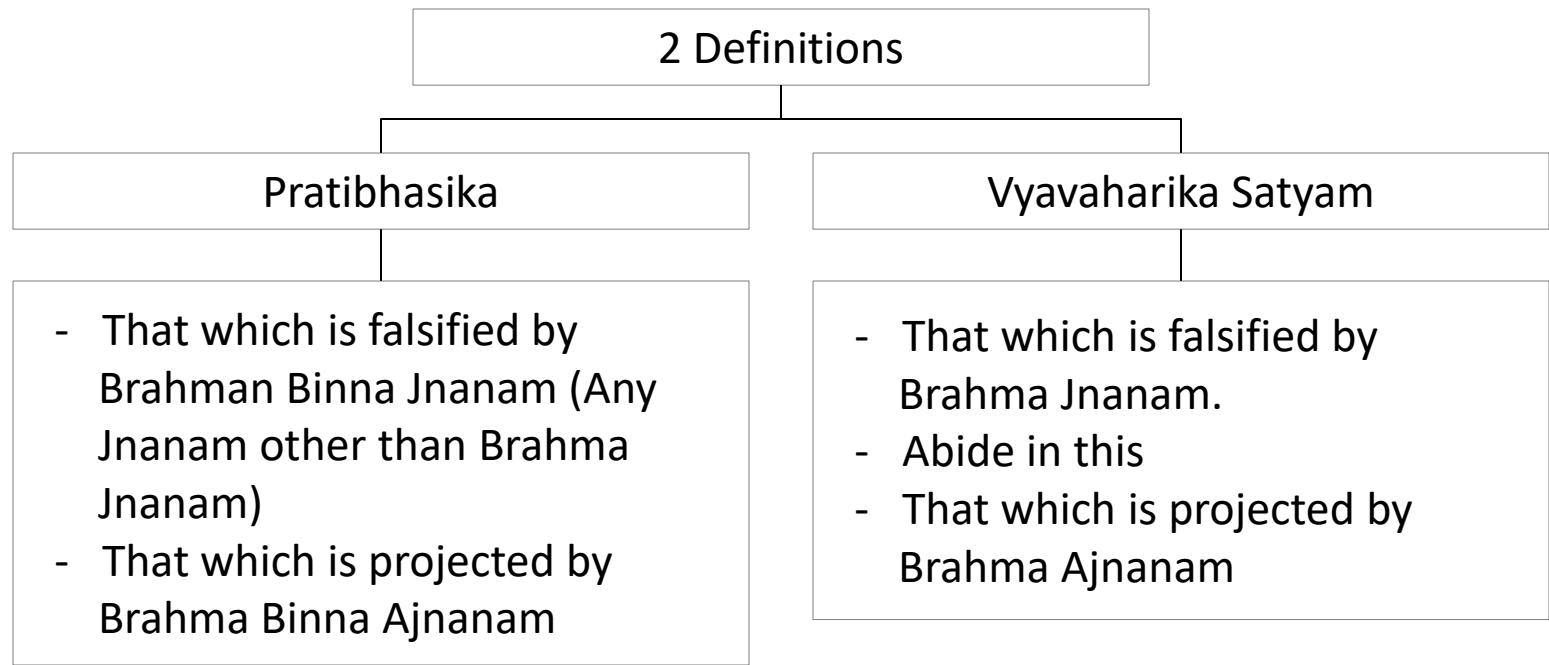 2 Definitions
Pratibhasika
Vyavaharika Satyam
- That which is falsified by
Brahman Binna Jnanam (Any
Jnanam other than Brahma
Jnanam)
- That which is projected by
Brahma Binna Ajnanam
- That which is falsified by
Brahma Jnanam.
- Abide in this
- That which is projected by
Brahma Ajnanam